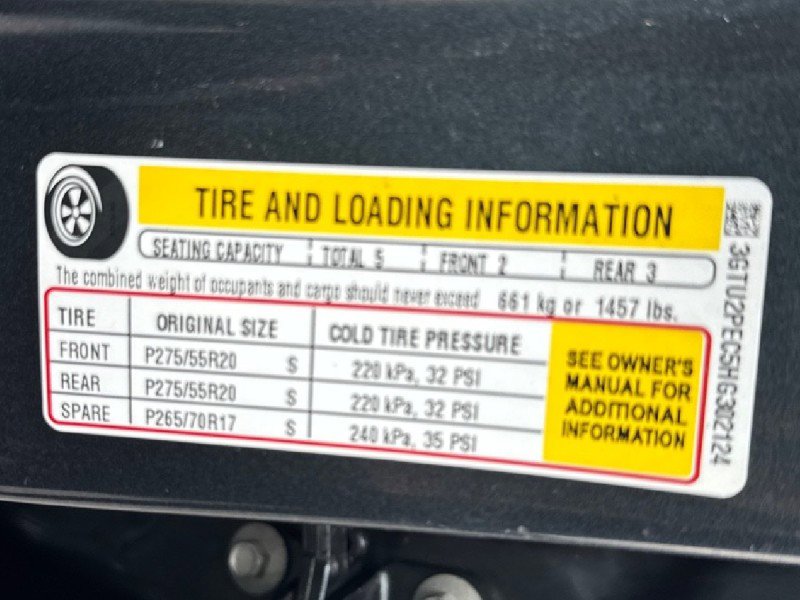 TIRE AND LOADING INFORMATION
SEATING CAPACITY TOTAL 5 FRONT 2 REAR 3
The combined weight of occupants and cargo should never exceed 661 kg or 1457 lbs.
TIRE ORIGINAL SIZE COLD TIRE PRESSURE
FRONT P275/55R20 S 220 kPa, 32 PSI
REAR P275/55R20 S 220 kPa, 32 PSI
SPARE P265/70R17 S 240 kPa, 35 PSI
SEE OWNER'S
MANUAL FOR
ADDITIONAL
INFORMATION
3GTU2PEC5HG302124